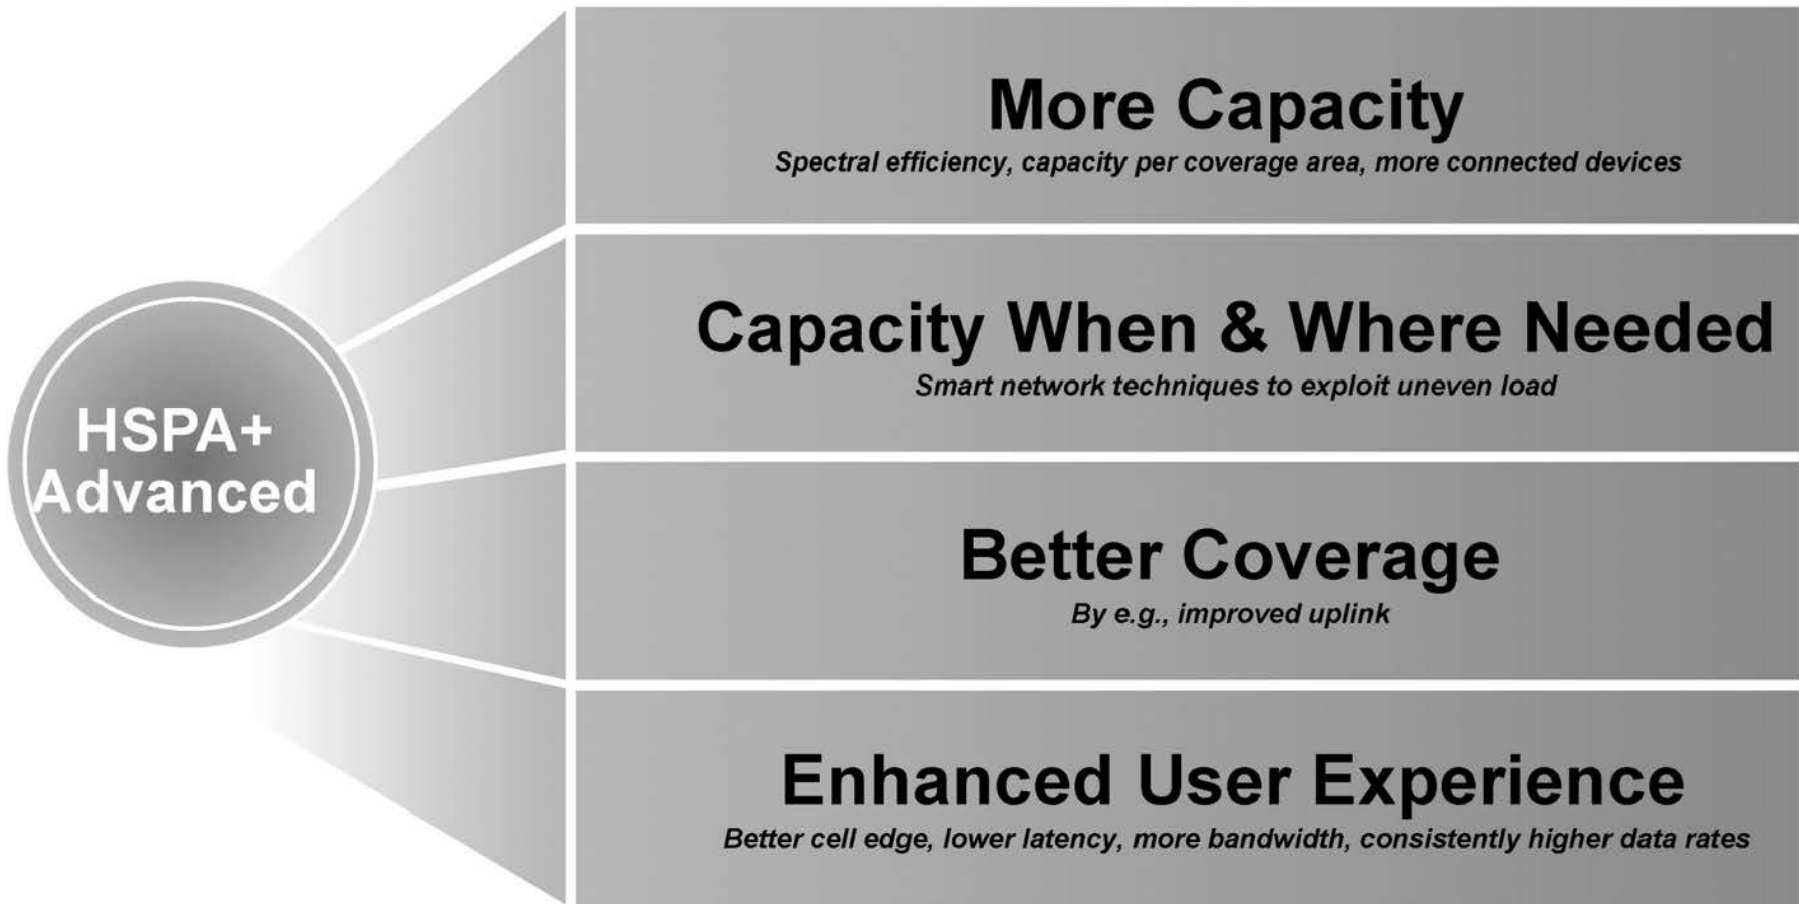 HSPA+
Advanced
More Capacity
Spectral efficiency, capacity per coverage area, more connected devices
Capacity When & Where Needed
Smart network techniques to exploit uneven load
Better Coverage
By e.g., improved uplink
Enhanced User Experience
Better cell edge, lower latency, more bandwidth, consistently higher data rates